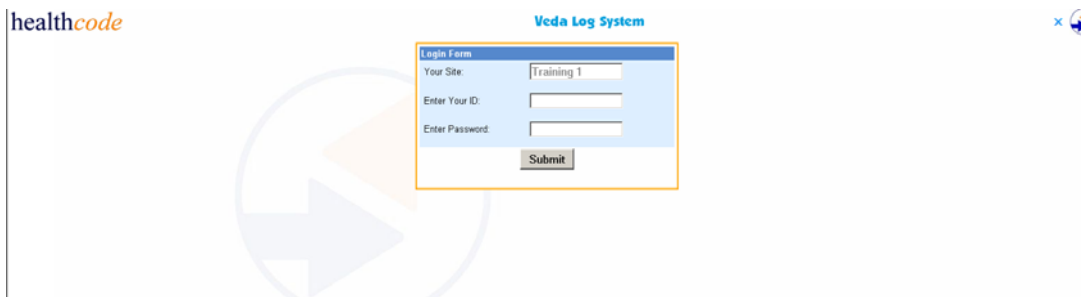 healthcode
Veda Log System
Login Form
Your Site: Training 1
Enter Your ID:
Enter Password:
Submit